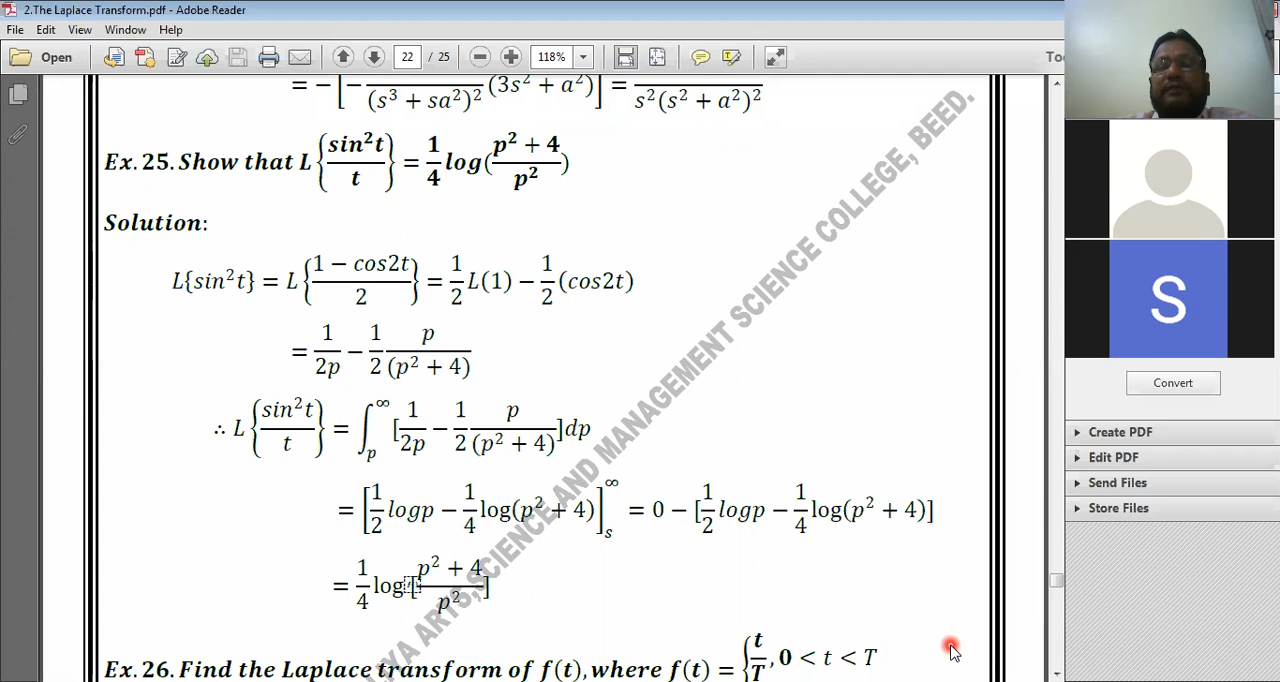 2.The Laplace Transform.pdf - Adobe Reader
File Edit View Window Help
Open 22 / 25 118%
= −[− (3s² + a²)] =
(s³ + sa²)² s²(s² + a²)²
Ex. 25. Show that L{sin²t / t} = 1/4 log(p² + 4 / p²)
Solution:
L{sin²t} = L{1 − cos2t / 2} = 1/2 L(1) − 1/2 (cos2t)
= 1/2p − 1/2 p/(p² + 4)
∴ L{sin²t / t} = ∫_p^∞ [1/2p − 1/2 p/(p² + 4)]dp
= [1/2 logp − 1/4 log(p² + 4)]_s^∞ = 0 − [1/2 logp − 1/4 log(p² + 4)]
= 1/4 log [p² + 4 / p²]
Ex. 26. Find the Laplace transform of f(t), where f(t) = {t/T, 0 < t < T
LYA ARTS,SCIENCE AND MANAGEMENT SCIENCE COLLEGE, BEED.
S
Convert
Create PDF
Edit PDF
Send Files
Store Files